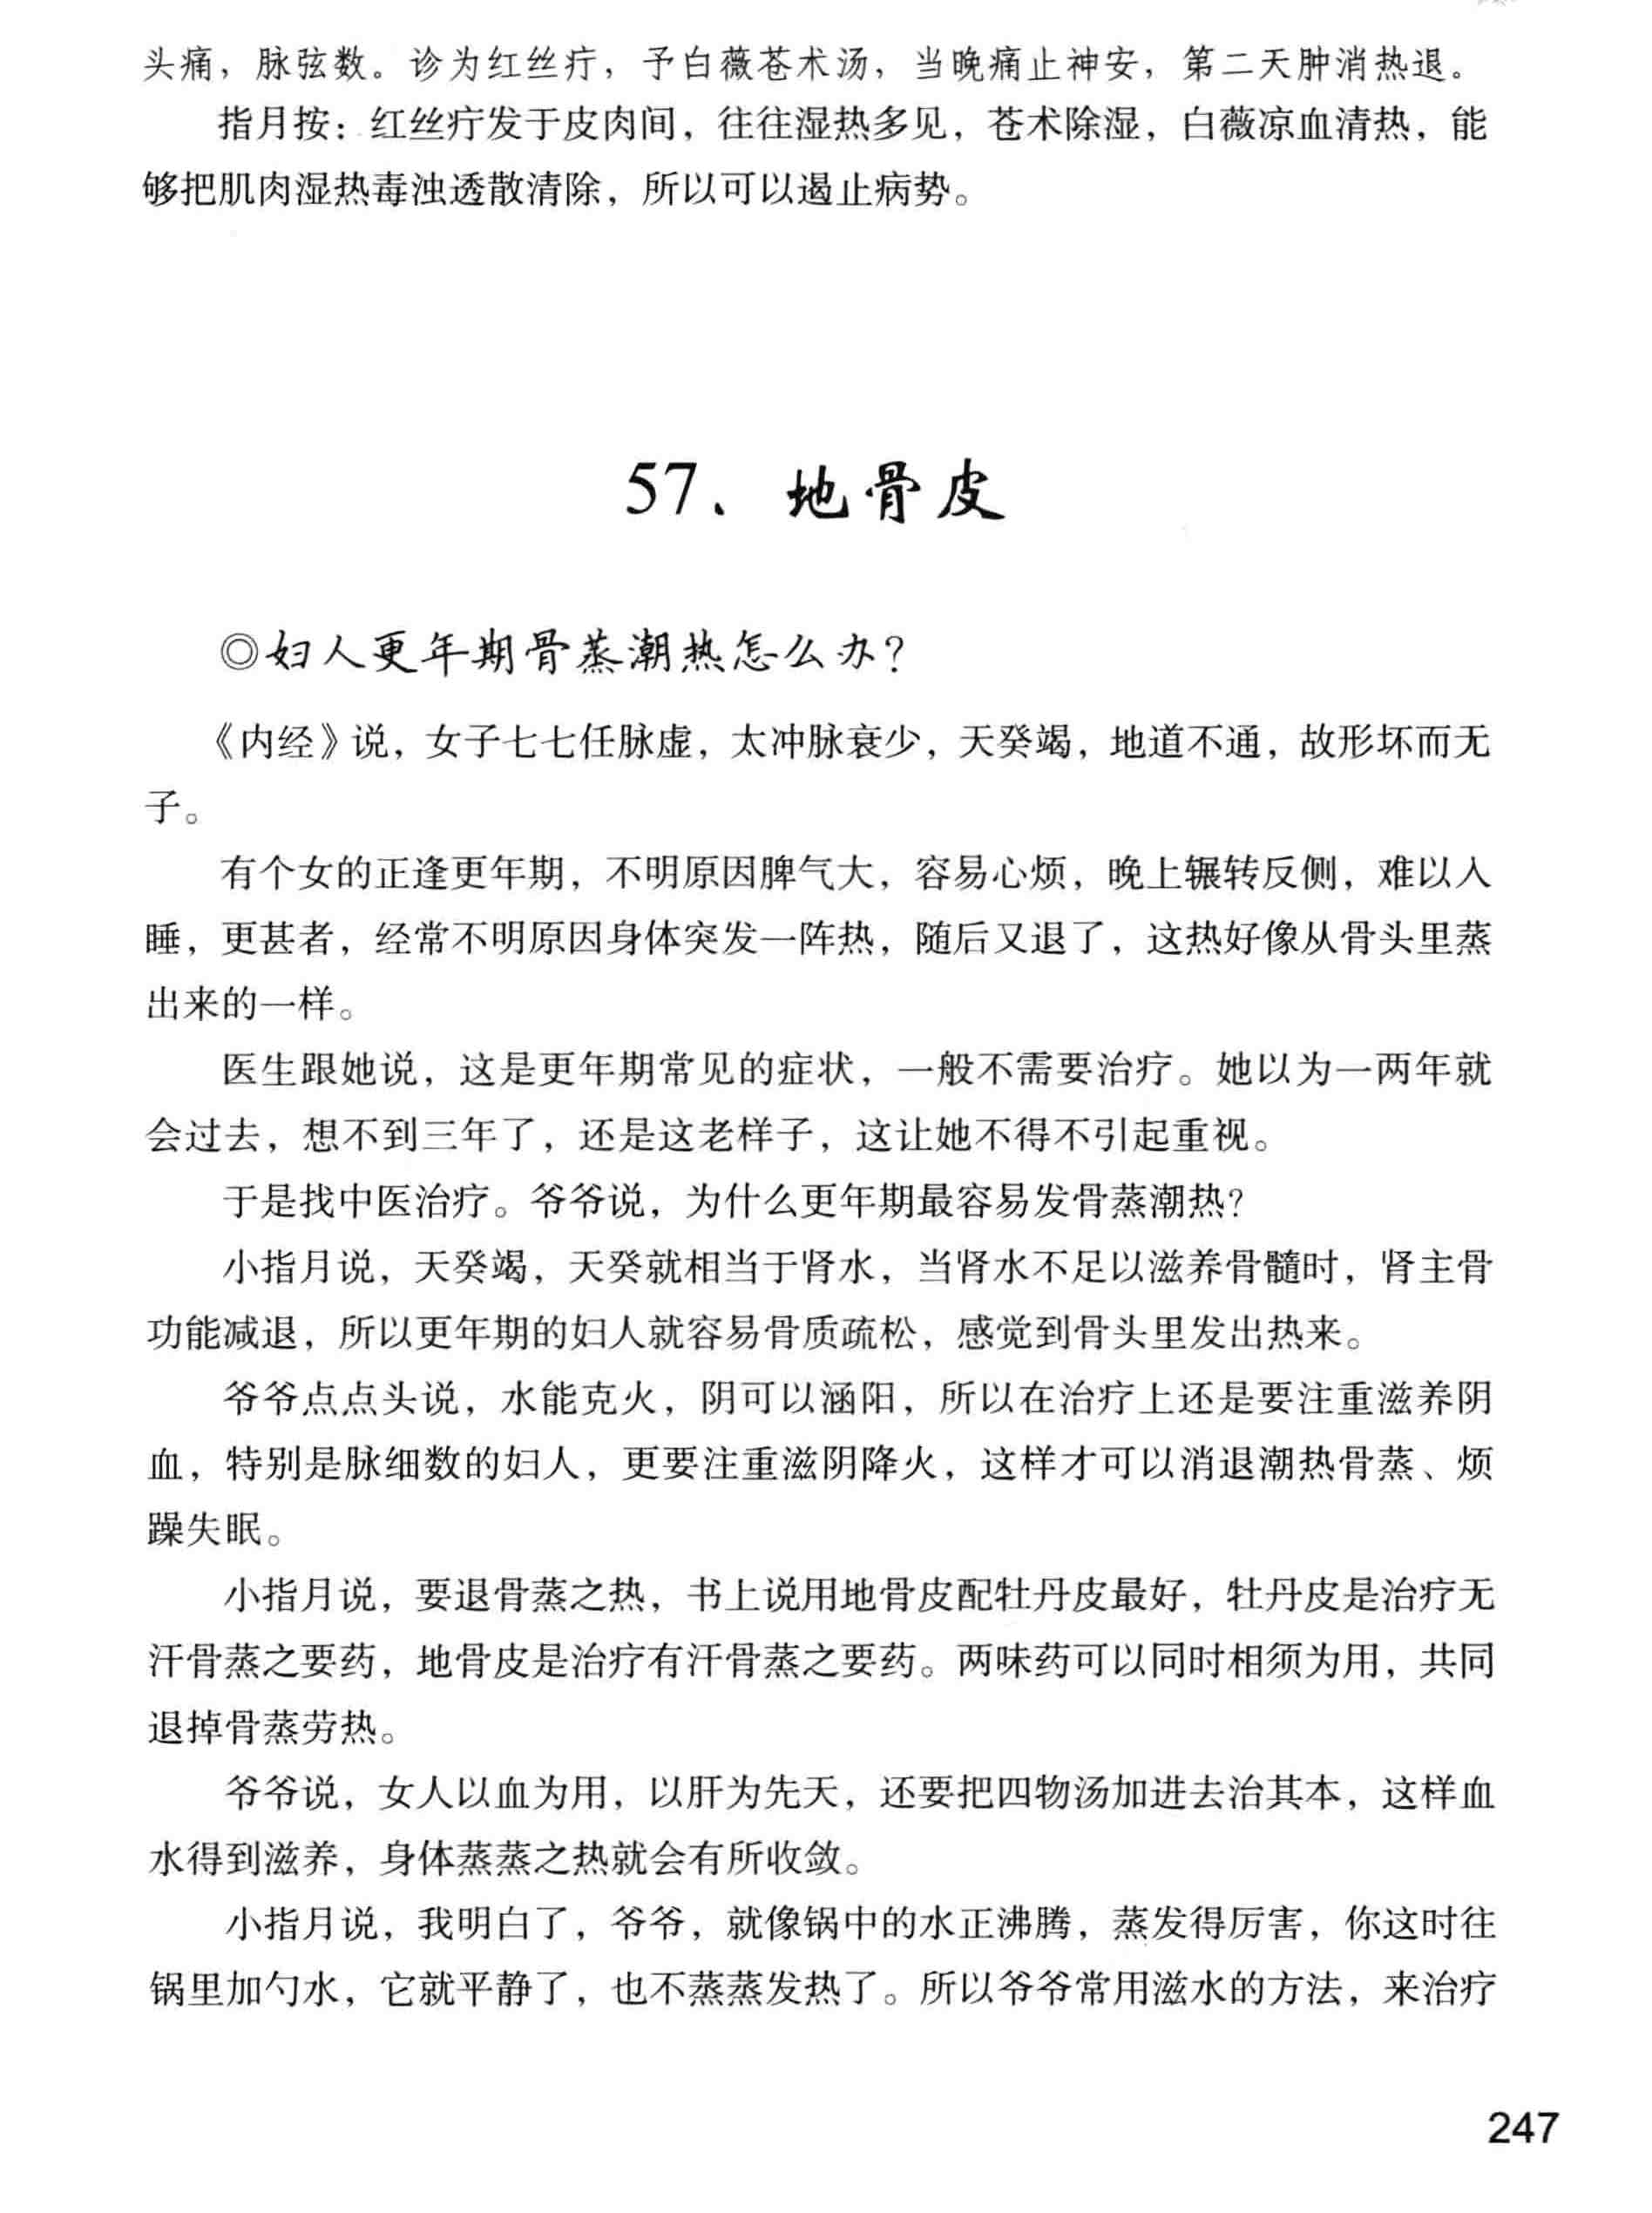 头痛，脉弦数。诊为红丝疔，予白薇苍术汤，当晚痛止神安，第二天肿消热退。
指月按：红丝疔发于皮肉间，往往湿热多见，苍术除湿，白薇凉血清热，能
够把肌肉湿热毒浊透散清除，所以可以遏止病势。
57、地骨皮
◎妇人更年期骨蒸潮热怎么办？
《内经》说，女子七七任脉虚，太冲脉衰少，天癸竭，地道不通，故形坏而无
子。
有个女的正逢更年期，不明原因脾气大，容易心烦，晚上辗转反侧，难以入
睡，更甚者，经常不明原因身体突发一阵热，随后又退了，这热好像从骨头里蒸
出来的一样。
医生跟她说，这是更年期常见的症状，一般不需要治疗。她以为一两年就
会过去，想不到三年了，还是这老样子，这让她不得不引起重视。
于是找中医治疗。爷爷说，为什么更年期最容易发骨蒸潮热？
小指月说，天癸竭，天癸就相当于肾水，当肾水不足以滋养骨髓时，肾主骨
功能减退，所以更年期的妇人就容易骨质疏松，感觉到骨头里发出热来。
爷爷点点头说，水能克火，阴可以涵阳，所以在治疗上还是要注重滋养阴
血，特别是脉细数的妇人，更要注重滋阴降火，这样才可以消退潮热骨蒸、烦
躁失眠。
小指月说，要退骨蒸之热，书上说用地骨皮配牡丹皮最好，牡丹皮是治疗无
汗骨蒸之要药，地骨皮是治疗有汗骨蒸之要药。两味药可以同时相须为用，共同
退掉骨蒸劳热。
爷爷说，女人以血为用，以肝为先天，还要把四物汤加进去治其本，这样血
水得到滋养，身体蒸蒸之热就会有所收敛。
小指月说，我明白了，爷爷，就像锅中的水正沸腾，蒸发得厉害，你这时往
锅里加勺水，它就平静了，也不蒸蒸发热了。所以爷爷常用滋水的方法，来治疗
247